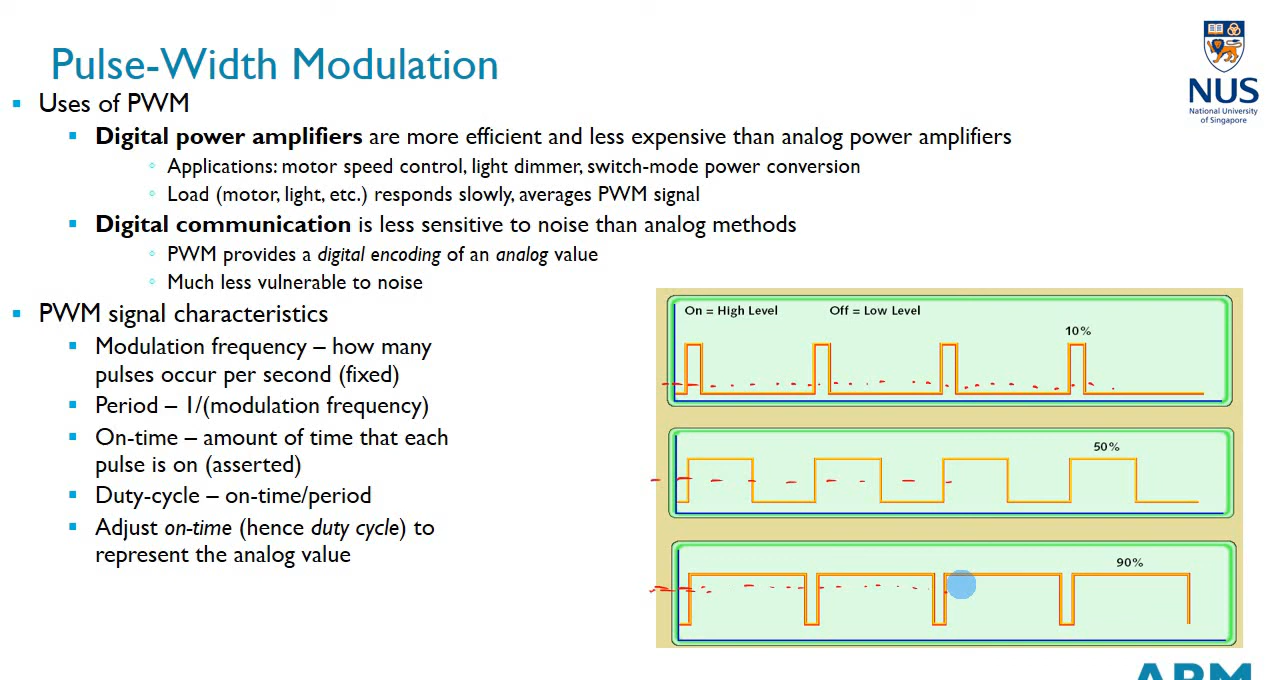 Pulse-Width Modulation
NUS
National University
of Singapore
Uses of PWM
Digital power amplifiers are more efficient and less expensive than analog power amplifiers
Applications: motor speed control, light dimmer, switch-mode power conversion
Load (motor, light, etc.) responds slowly, averages PWM signal
Digital communication is less sensitive to noise than analog methods
PWM provides a digital encoding of an analog value
Much less vulnerable to noise
PWM signal characteristics
Modulation frequency – how many
pulses occur per second (fixed)
Period – 1/(modulation frequency)
On-time – amount of time that each
pulse is on (asserted)
Duty-cycle – on-time/period
Adjust on-time (hence duty cycle) to
represent the analog value
On = High Level Off = Low Level
10%
50%
90%
ARM